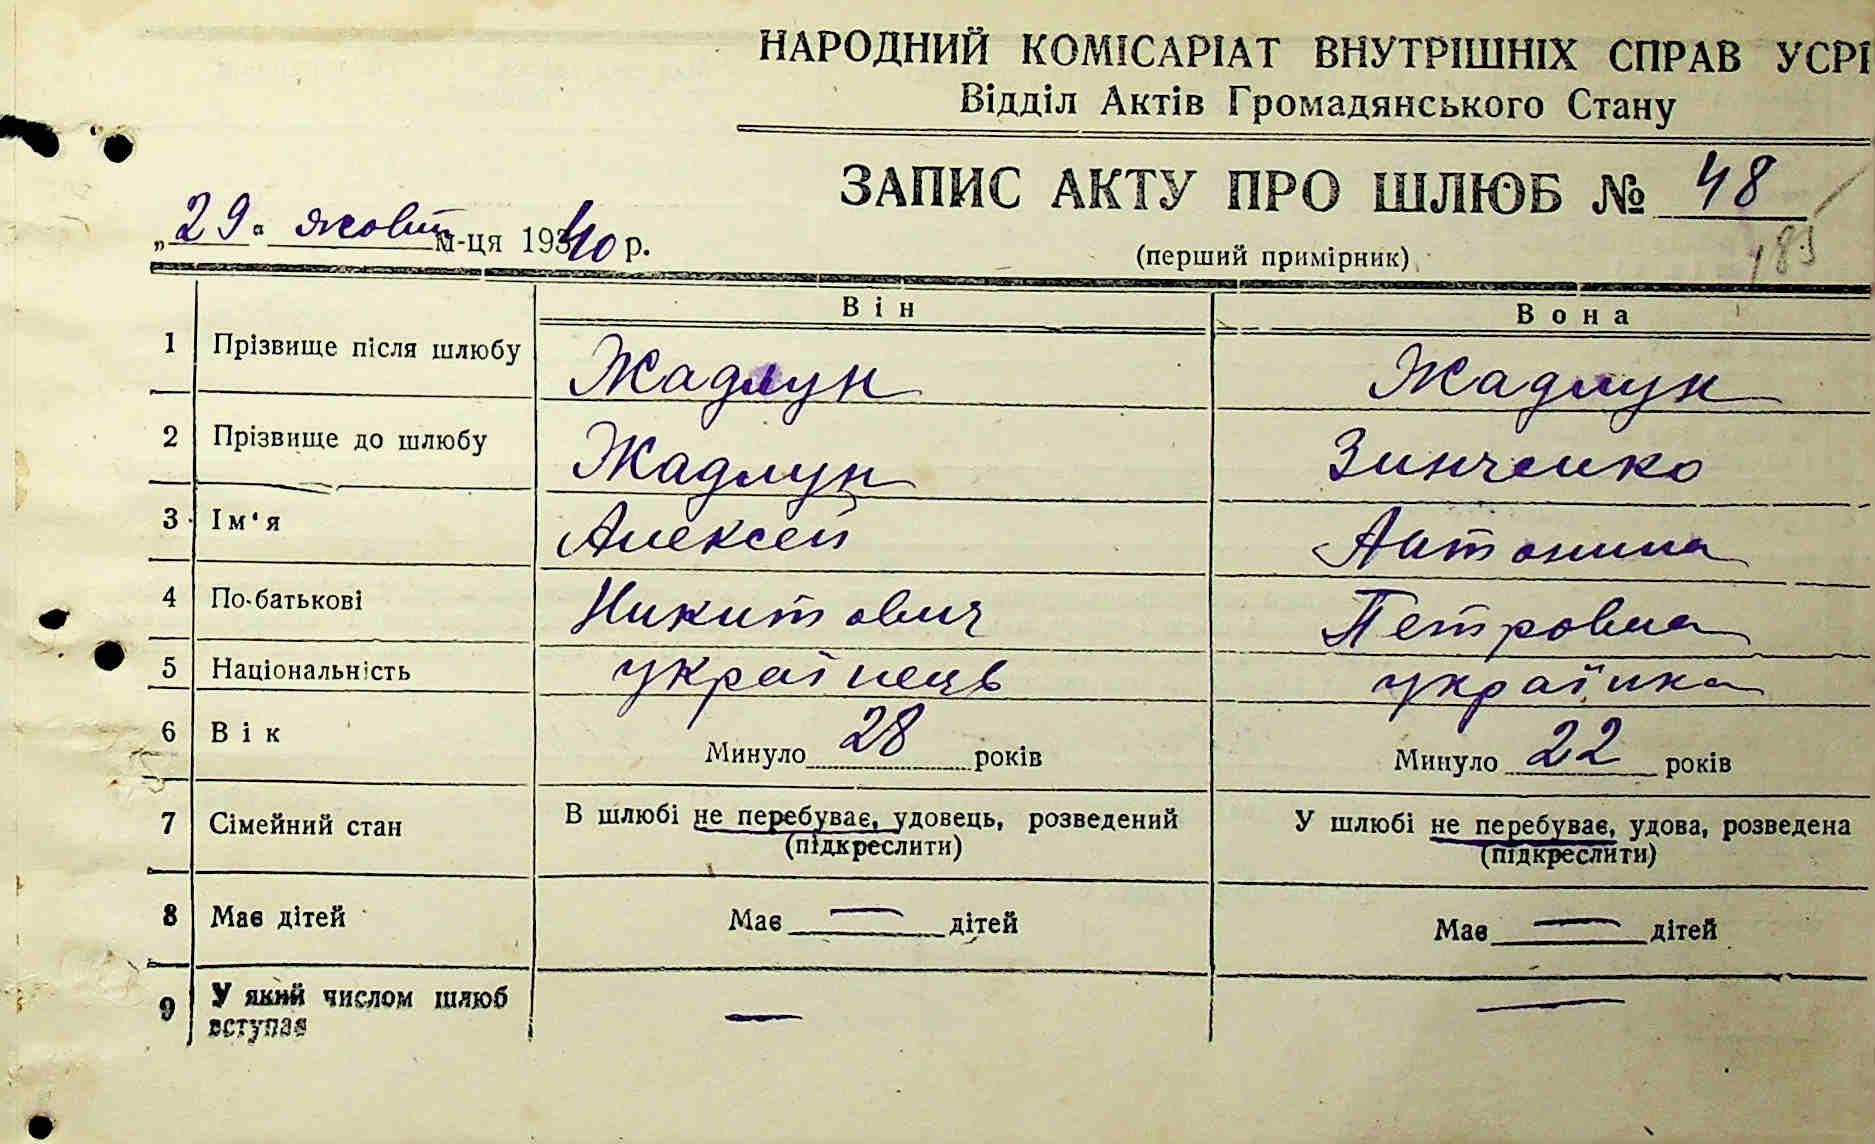 НАРОДНИЙ КОМІСАРІАТ ВНУТРІШНІХ СПРАВ УСРІ
Відділ Актів Громадянського Стану
ЗАПИС АКТУ ПРО ШЛЮБ № 48
„29“ жовт м-ця 1940 р.
(перший примірник)
183
Він Вона
1 Прізвище після шлюбу Жадлун Жадлун
2 Прізвище до шлюбу Жадлун Зинченко
3 Ім‘я Алексей Антонина
4 По-батькові Никитович Петровна
5 Національність українець українка
6 Вік Минуло 28 років Минуло 22 років
7 Сімейний стан В шлюбі не перебуває, удовець, розведений У шлюбі не перебуває, удова, розведена
(підкреслити) (підкреслити)
8 Має дітей Має — дітей Має — дітей
9 У який числом шлюб — —
вступає